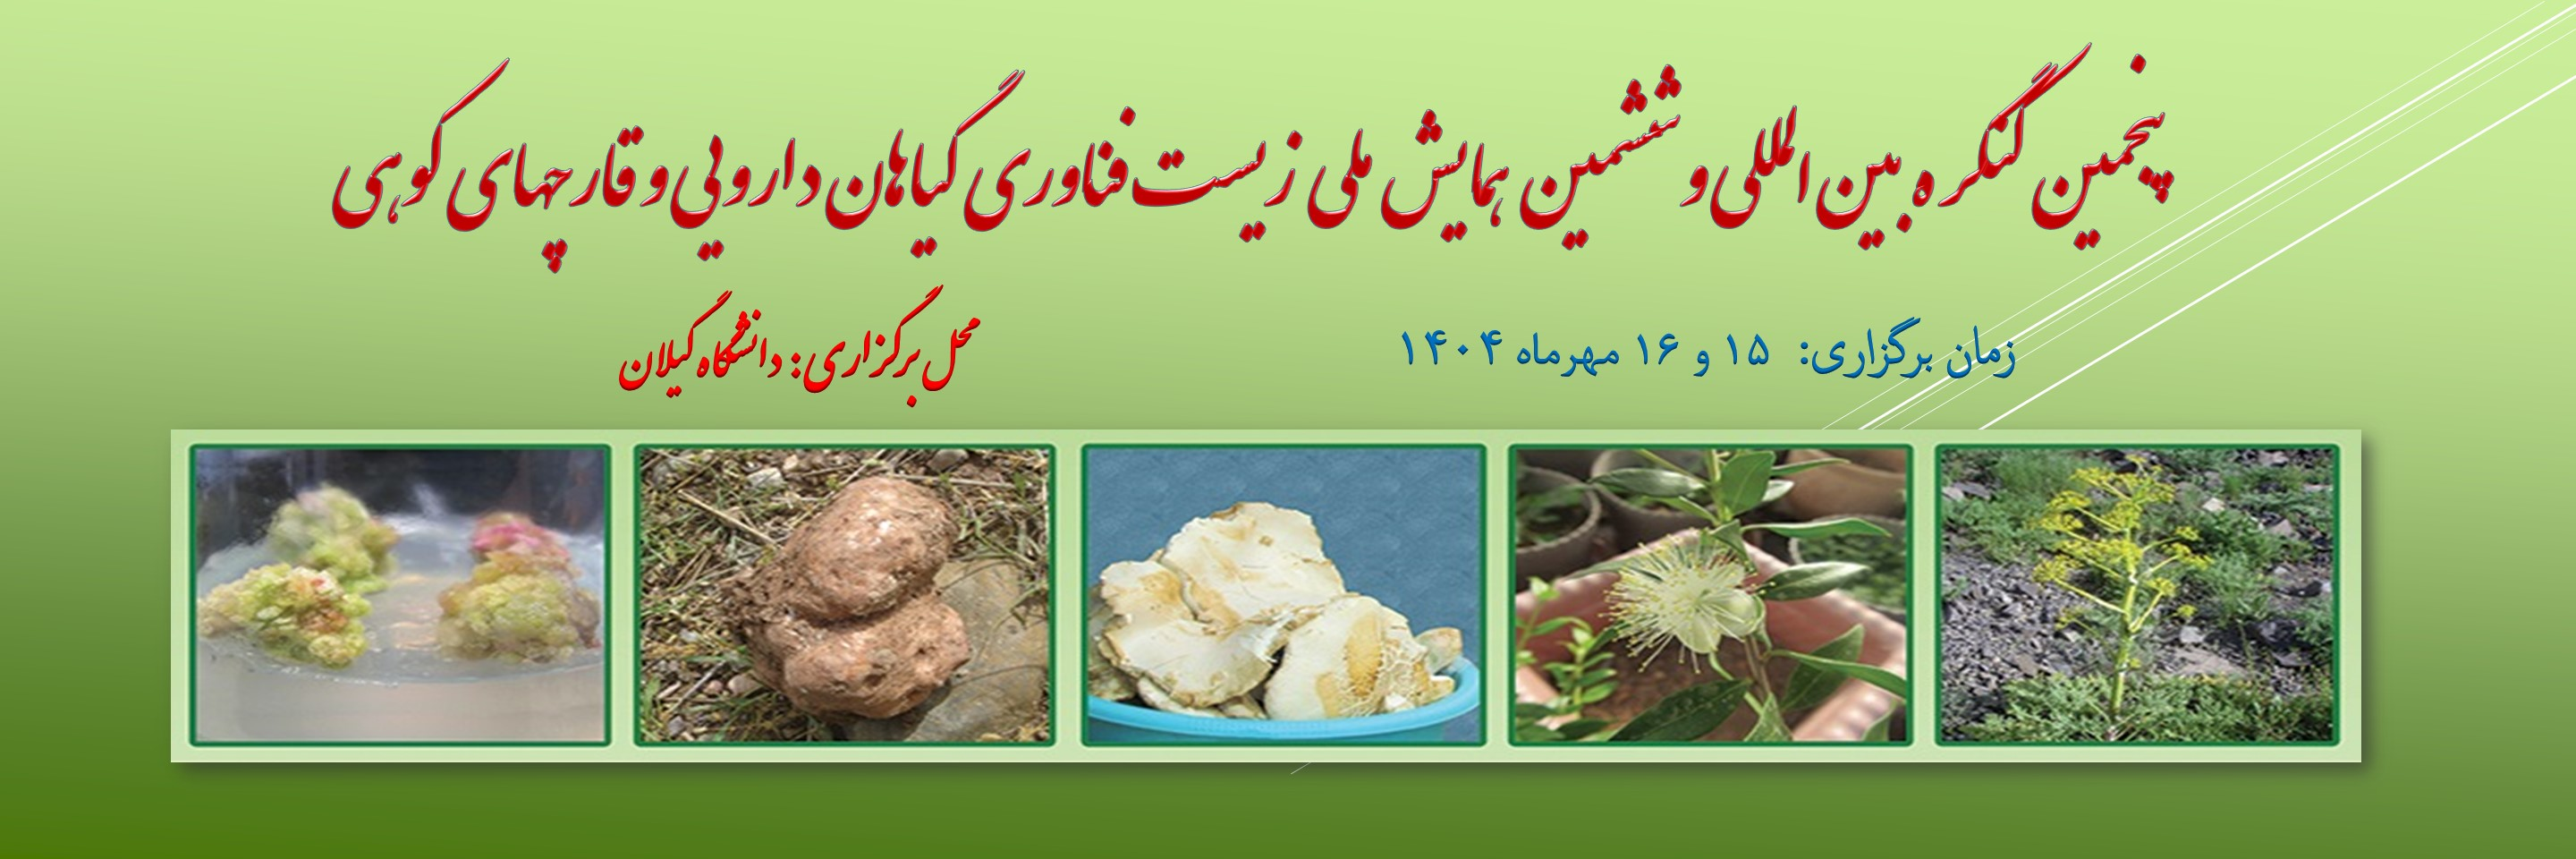 پنجمین کنگره بین المللی و ششمین همایش ملی زیست فناوری گیاهان دارویی و قارچهای کوهی
زمان برگزاری: ۱۵ و ۱۶ مهرماه ۱۴۰۴
محل برگزاری: دانشگاه گیلان